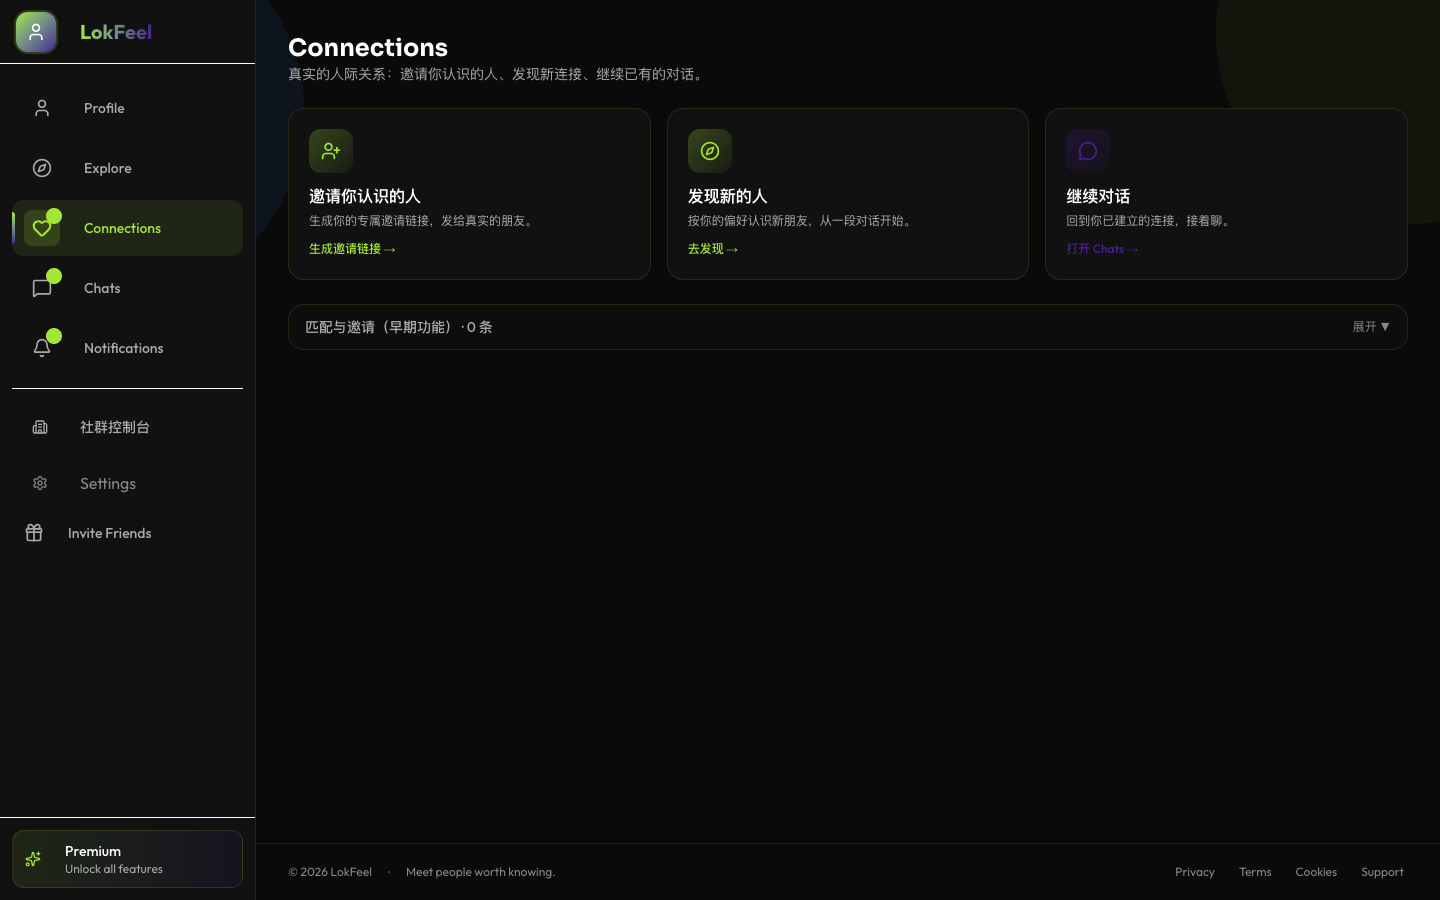 LokFeel
Profile
Explore
Connections
Chats
Notifications
社群控制台
Settings
Invite Friends
Premium
Unlock all features
Connections
真实的人际关系：邀请你认识的人、发现新连接、继续已有的对话。
邀请你认识的人
生成你的专属邀请链接，发给真实的朋友。
生成邀请链接 →
发现新的人
按你的偏好认识新朋友，从一段对话开始。
去发现 →
继续对话
回到你已建立的连接，接着聊。
打开 Chats →
匹配与邀请（早期功能）· 0 条
展开 ▼
© 2026 LokFeel · Meet people worth knowing.
Privacy Terms Cookies Support